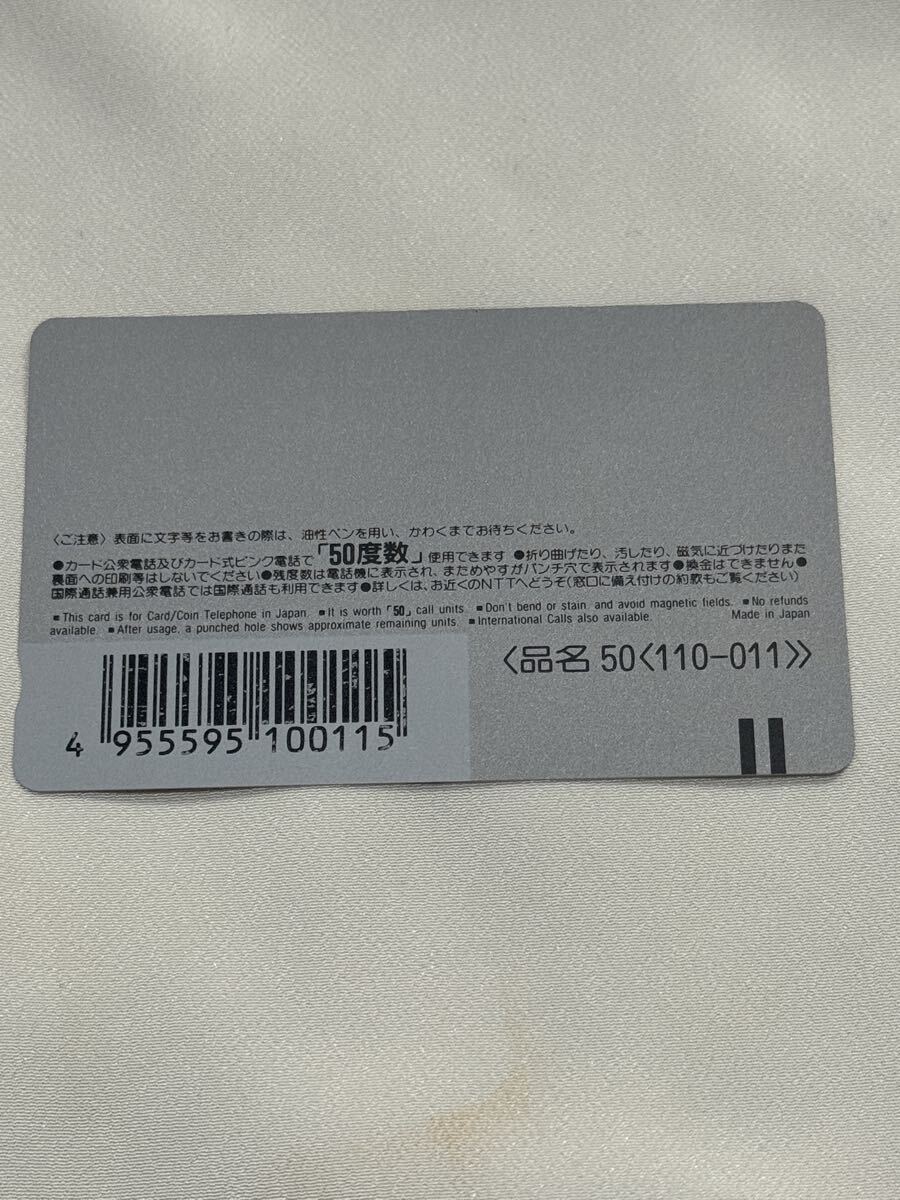 〈ご注意〉表面に文字等をお書きの際は、油性ペンを用い、かわくまでお待ちください。
●カード公衆電話及びカード式ピンク電話で「50度数」使用できます ●折り曲げたり、汚したり、磁気に近づけたりまた
裏面への印刷等はしないでください●残度数は電話機に表示され、まためやすがパンチ穴で表示されます●換金はできません●
国際通話兼用公衆電話では国際通話も利用できます●詳しくは、お近くのNTTへどうぞ(窓口に備え付けの約款もご覧ください)
■This card is for Card/Coin Telephone in Japan. ■It is worth「50」call units. ■Don't bend or stain, and avoid magnetic fields. ■No refunds
available. ■After usage, a punched hole shows approximate remaining units. ■International Calls also available. Made in Japan
〈品名 50〈110-011〉〉
4 955595 100115